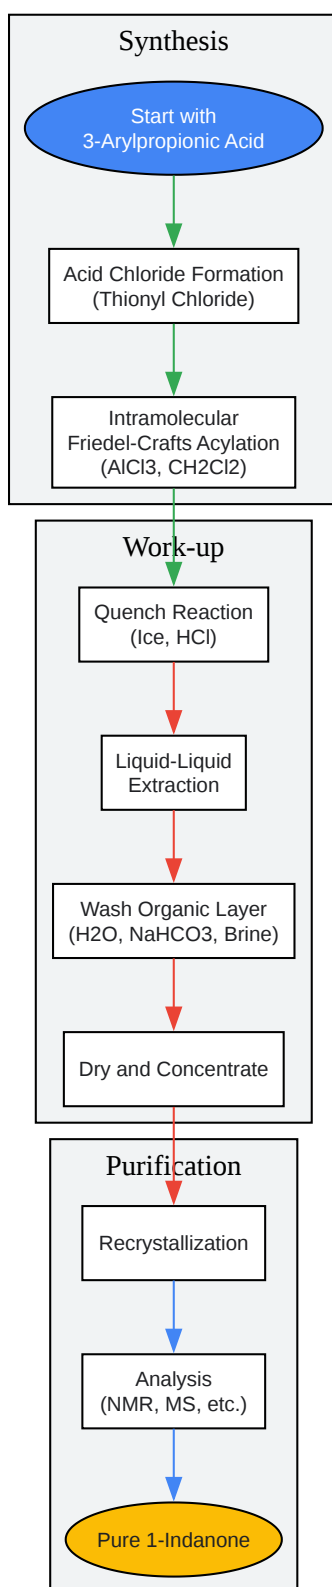 Synthesis
Start with
3-Arylpropionic Acid
Acid Chloride Formation
(Thionyl Chloride)
Intramolecular
Friedel-Crafts Acylation
(AlCl3, CH2Cl2)
Work-up
Quench Reaction
(Ice, HCl)
Liquid-Liquid
Extraction
Wash Organic Layer
(H2O, NaHCO3, Brine)
Dry and Concentrate
Purification
Recrystallization
Analysis
(NMR, MS, etc.)
Pure 1-Indanone